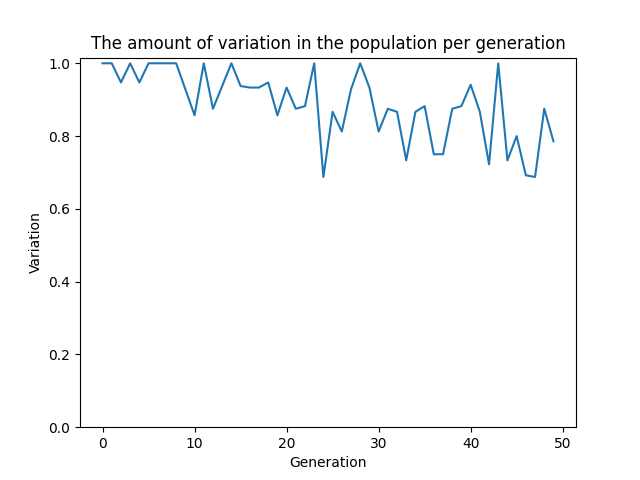 The amount of variation in the population per generation
1.0
0.8
0.6
0.4
0.2
0.0
Variation
0 10 20 30 40 50
Generation